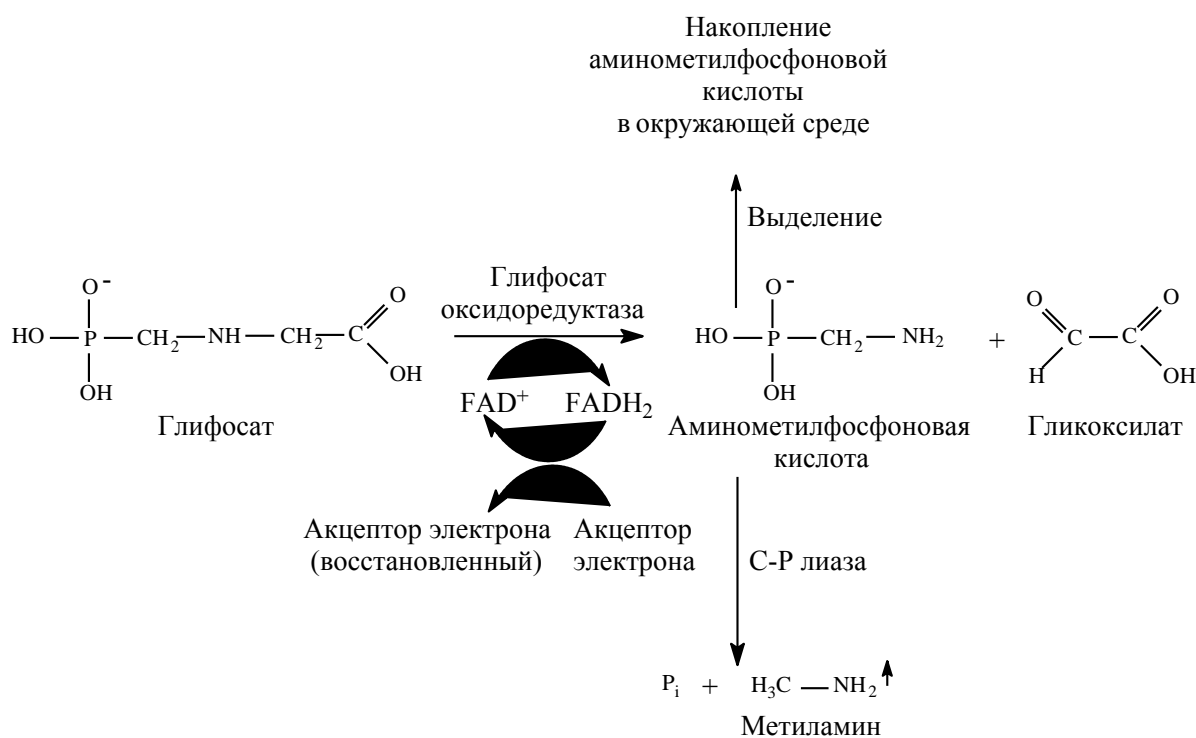 Накопление
аминометилфосфоновой
кислоты
в окружающей среде
Выделение
Глифосат
оксидоредуктаза
O⁻
HO — P — CH₂ — NH — CH₂ — C
O
OH
OH
Глифосат
FAD⁺ FADH₂
Акцептор электрона
(восстановленный)
Акцептор
электрона
O⁻
HO — P — CH₂ — NH₂
OH
Аминометилфосфоновая
кислота
+
O
O
C — C
H
OH
Гликоксилат
С-Р лиаза
Pᵢ + H₃C — NH₂
Метиламин